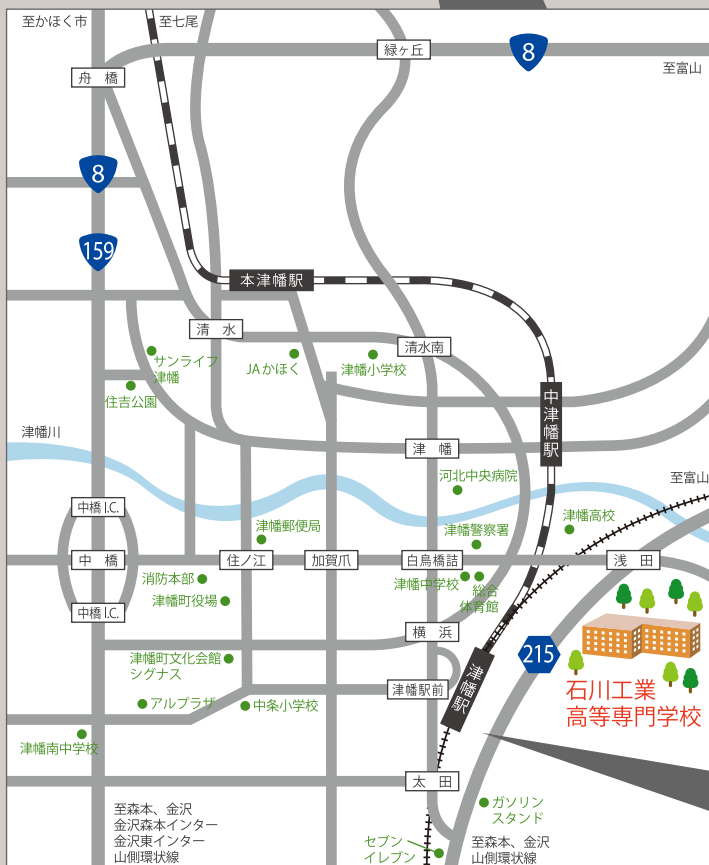 至かほく市
至七尾
緑ヶ丘
8
至富山
舟 橋
8
159
本津幡駅
清 水
清水南
サンライフ
津幡
JAかほく
津幡小学校
住吉公園
中津幡駅
津幡川
津 幡
河北中央病院
至富山
中橋 I.C.
津幡郵便局
津幡警察署
津幡高校
中 橋
住ノ江
加賀爪
白鳥橋詰
浅 田
消防本部
津幡中学校
総合
体育館
津幡町役場
中橋 I.C.
横 浜
津幡町文化会館
シグナス
215
津幡駅
津幡駅前
石川工業
高等専門学校
アルプラザ
中条小学校
津幡南中学校
太 田
至森本、金沢
金沢森本インター
金沢東インター
山側環状線
ガソリン
スタンド
セブン
イレブン
至森本、金沢
山側環状線